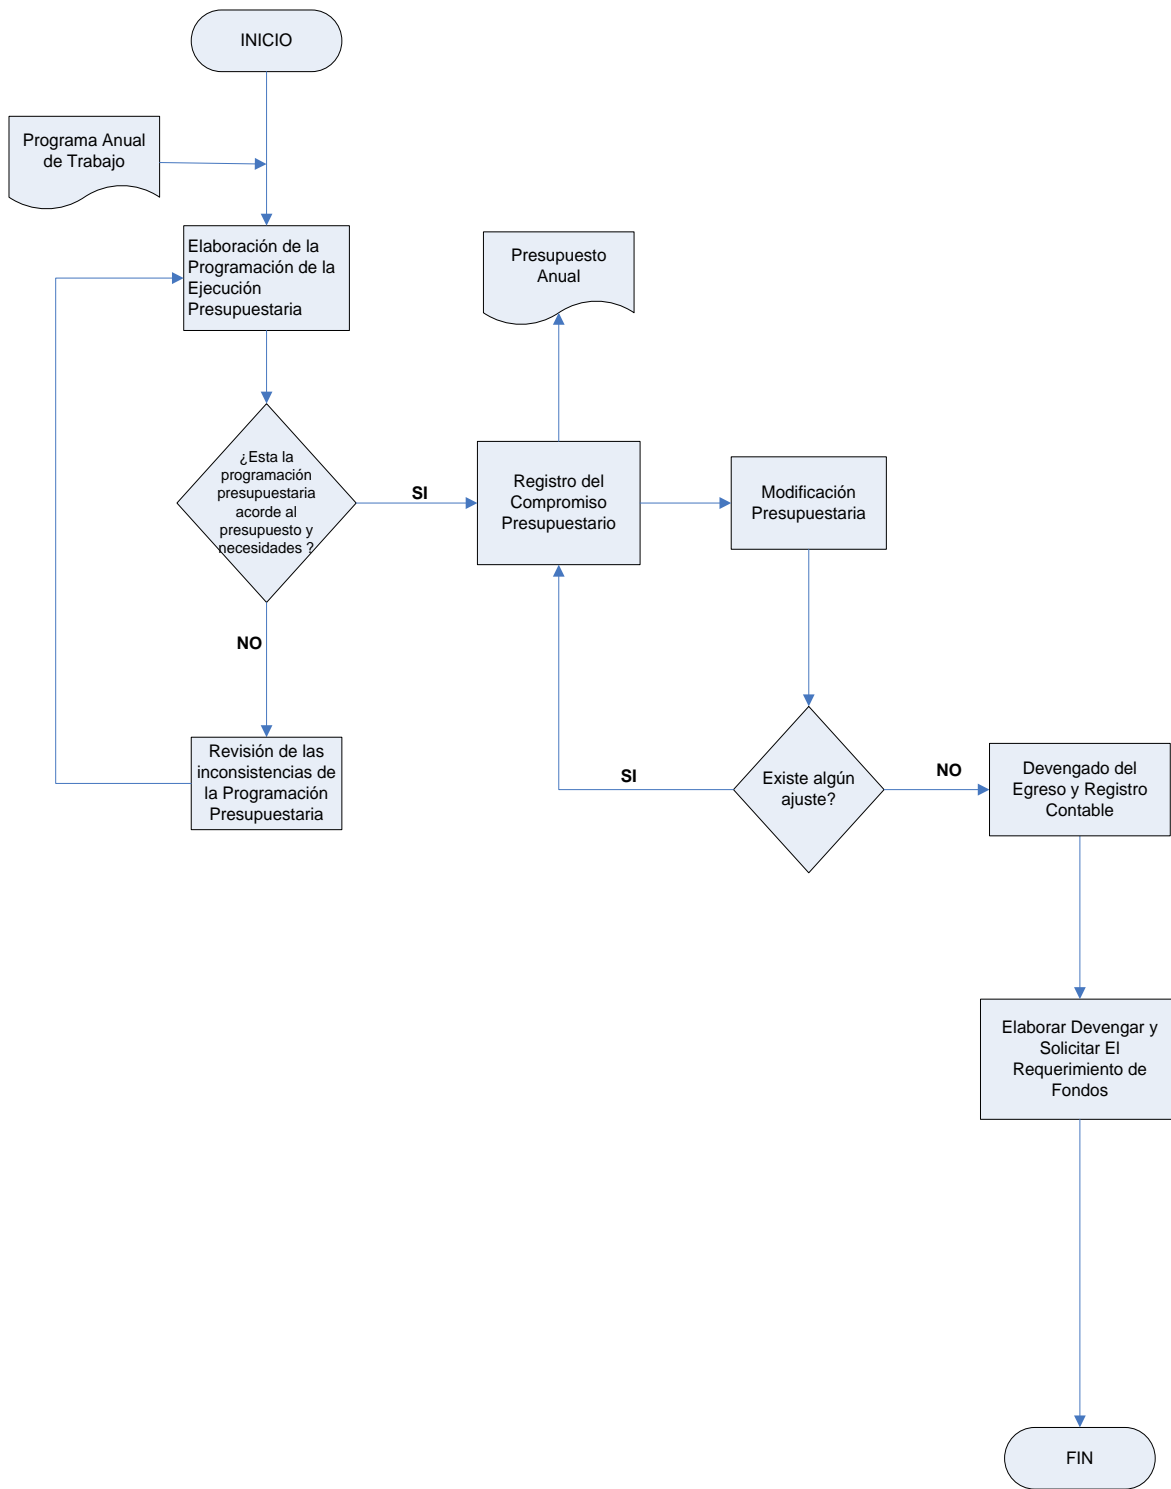 INICIO
Programa Anual
de Trabajo
Elaboración de la
Programación de la
Ejecución
Presupuestaria
Presupuesto
Anual
¿Esta la
programación
presupuestaria
acorde al
presupuesto y
necesidades ?
SI
Registro del
Compromiso
Presupuestario
Modificación
Presupuestaria
NO
Revisión de las
inconsistencias de
la Programación
Presupuestaria
SI
Existe algún
ajuste?
NO
Devengado del
Egreso y Registro
Contable
Elaborar Devengar y
Solicitar El
Requerimiento de
Fondos
FIN